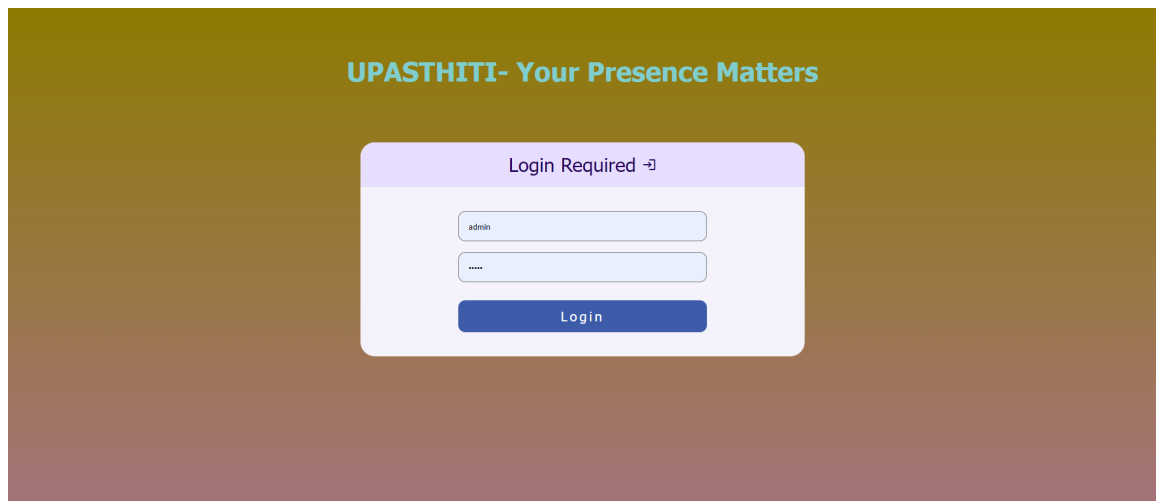 UPASTHITI- Your Presence Matters
Login Required
admin
•••••
Login